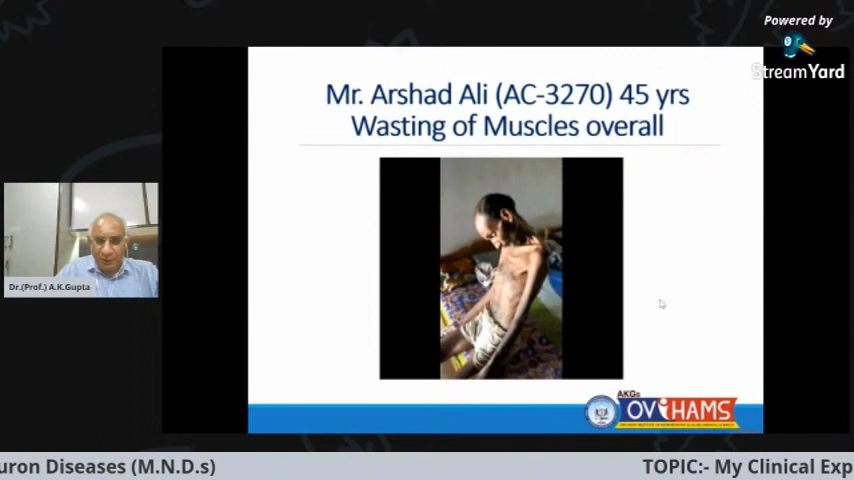 Powered by
StreamYard
Mr. Arshad Ali (AC-3270) 45 yrs
Wasting of Muscles overall
Dr.(Prof.) A.K.Gupta
AKGs
OVIHAMS
uron Diseases (M.N.D.s)
TOPIC:- My Clinical Exp